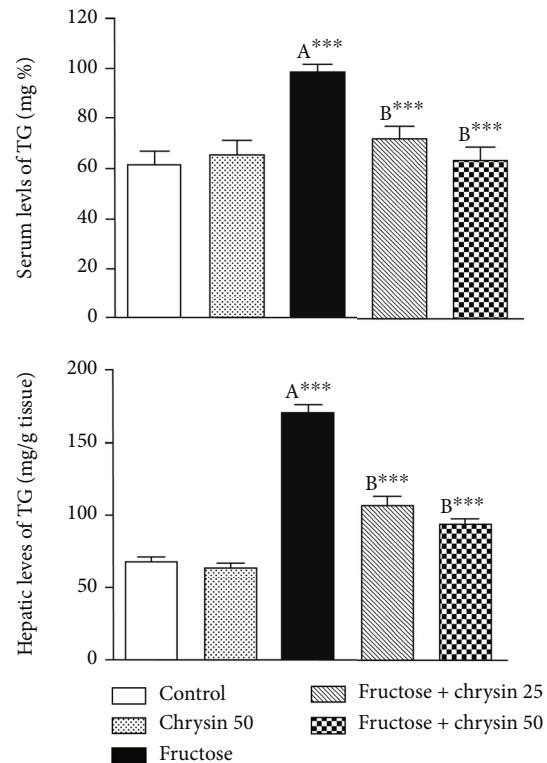 120
100
80
60
40
20
0
Serum levls of TG (mg %)
A***
B***
B***
200
150
100
50
0
Hepatic leves of TG (mg/g tissue)
A***
B***
B***
Control
Chrysin 50
Fructose
Fructose + chrysin 25
Fructose + chrysin 50